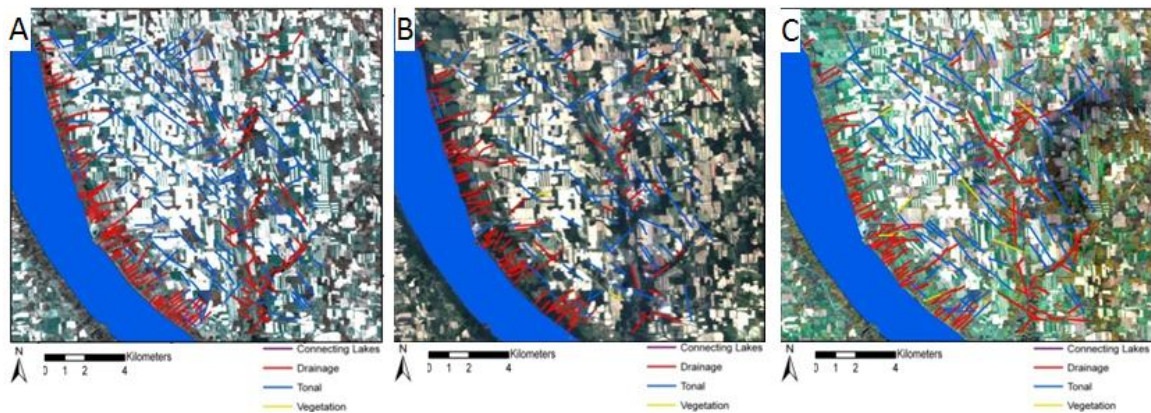 A
B
C
N
Kilometers
0 1 2 4
Connecting Lakes
Drainage
Tonal
Vegetation
N
Kilometers
0 1 2 4
Connecting Lakes
Drainage
Tonal
Vegetation
N
Kilometers
0 1 2 4
Connecting Lakes
Drainage
Tonal
Vegetation